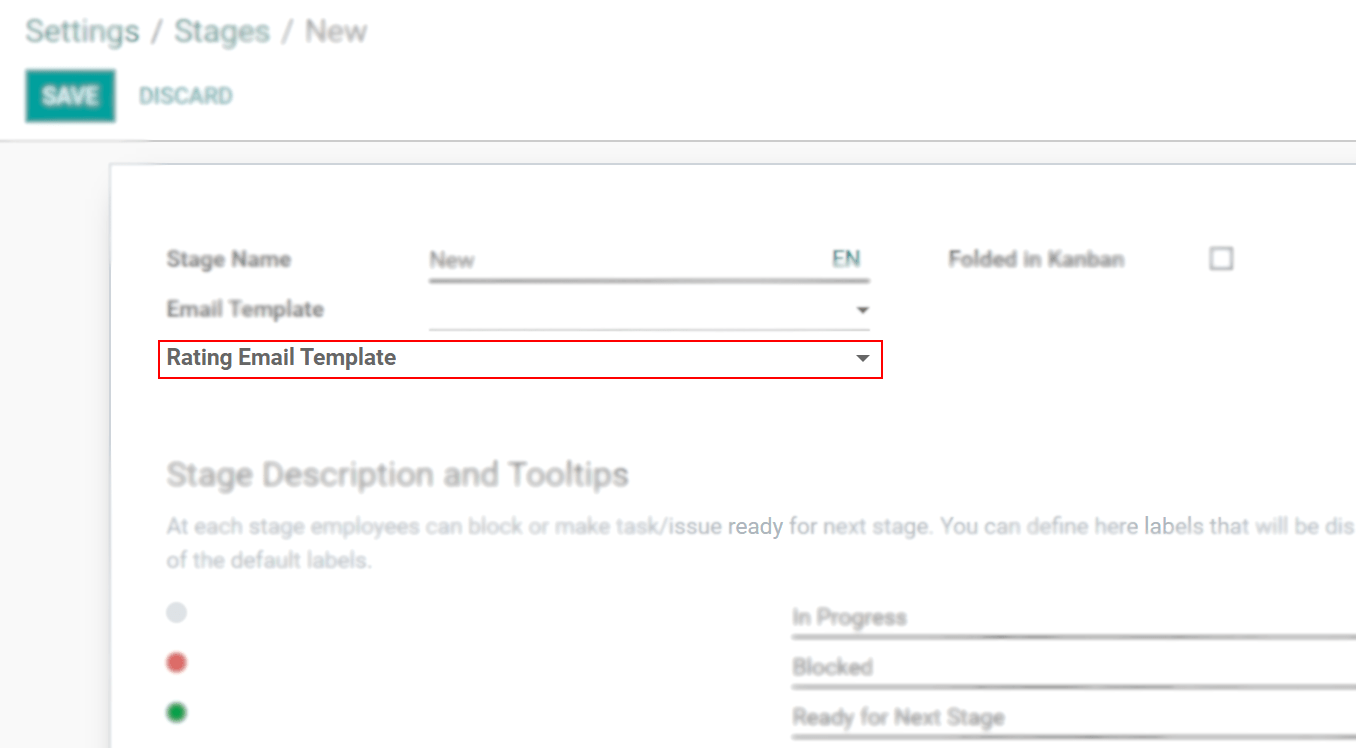 Settings / Stages / New
SAVE DISCARD
Stage Name New EN Folded in Kanban
Email Template
Rating Email Template
Stage Description and Tooltips
At each stage employees can block or make task/issue ready for next stage. You can define here labels that will be dis
of the default labels.
In Progress
Blocked
Ready for Next Stage